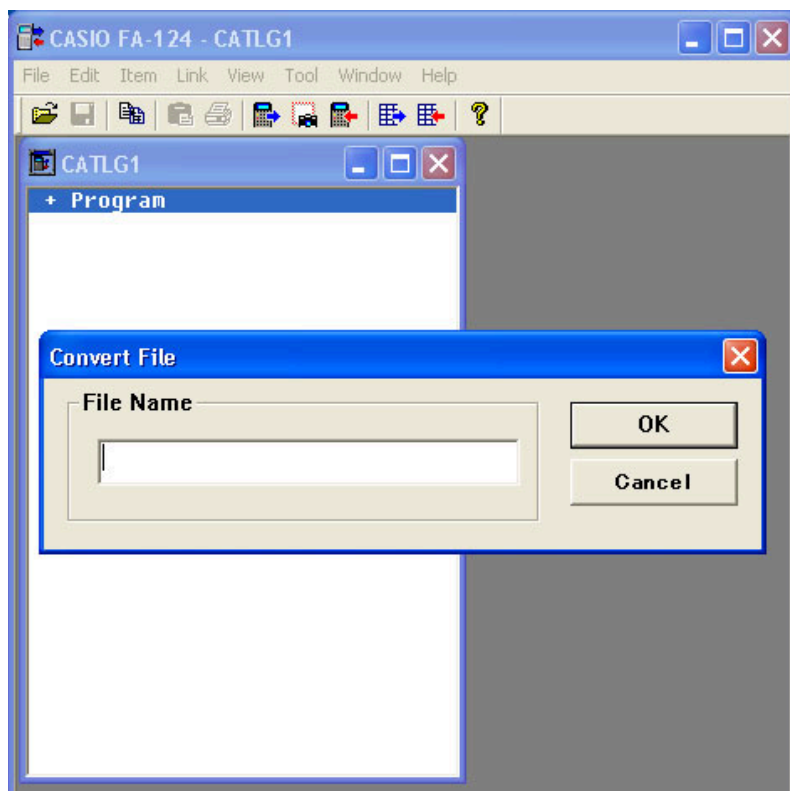 CASIO FA-124 - CATLG1
File Edit Item Link View Tool Window Help
CATLG1
+ Program
Convert File
File Name
OK
Cancel